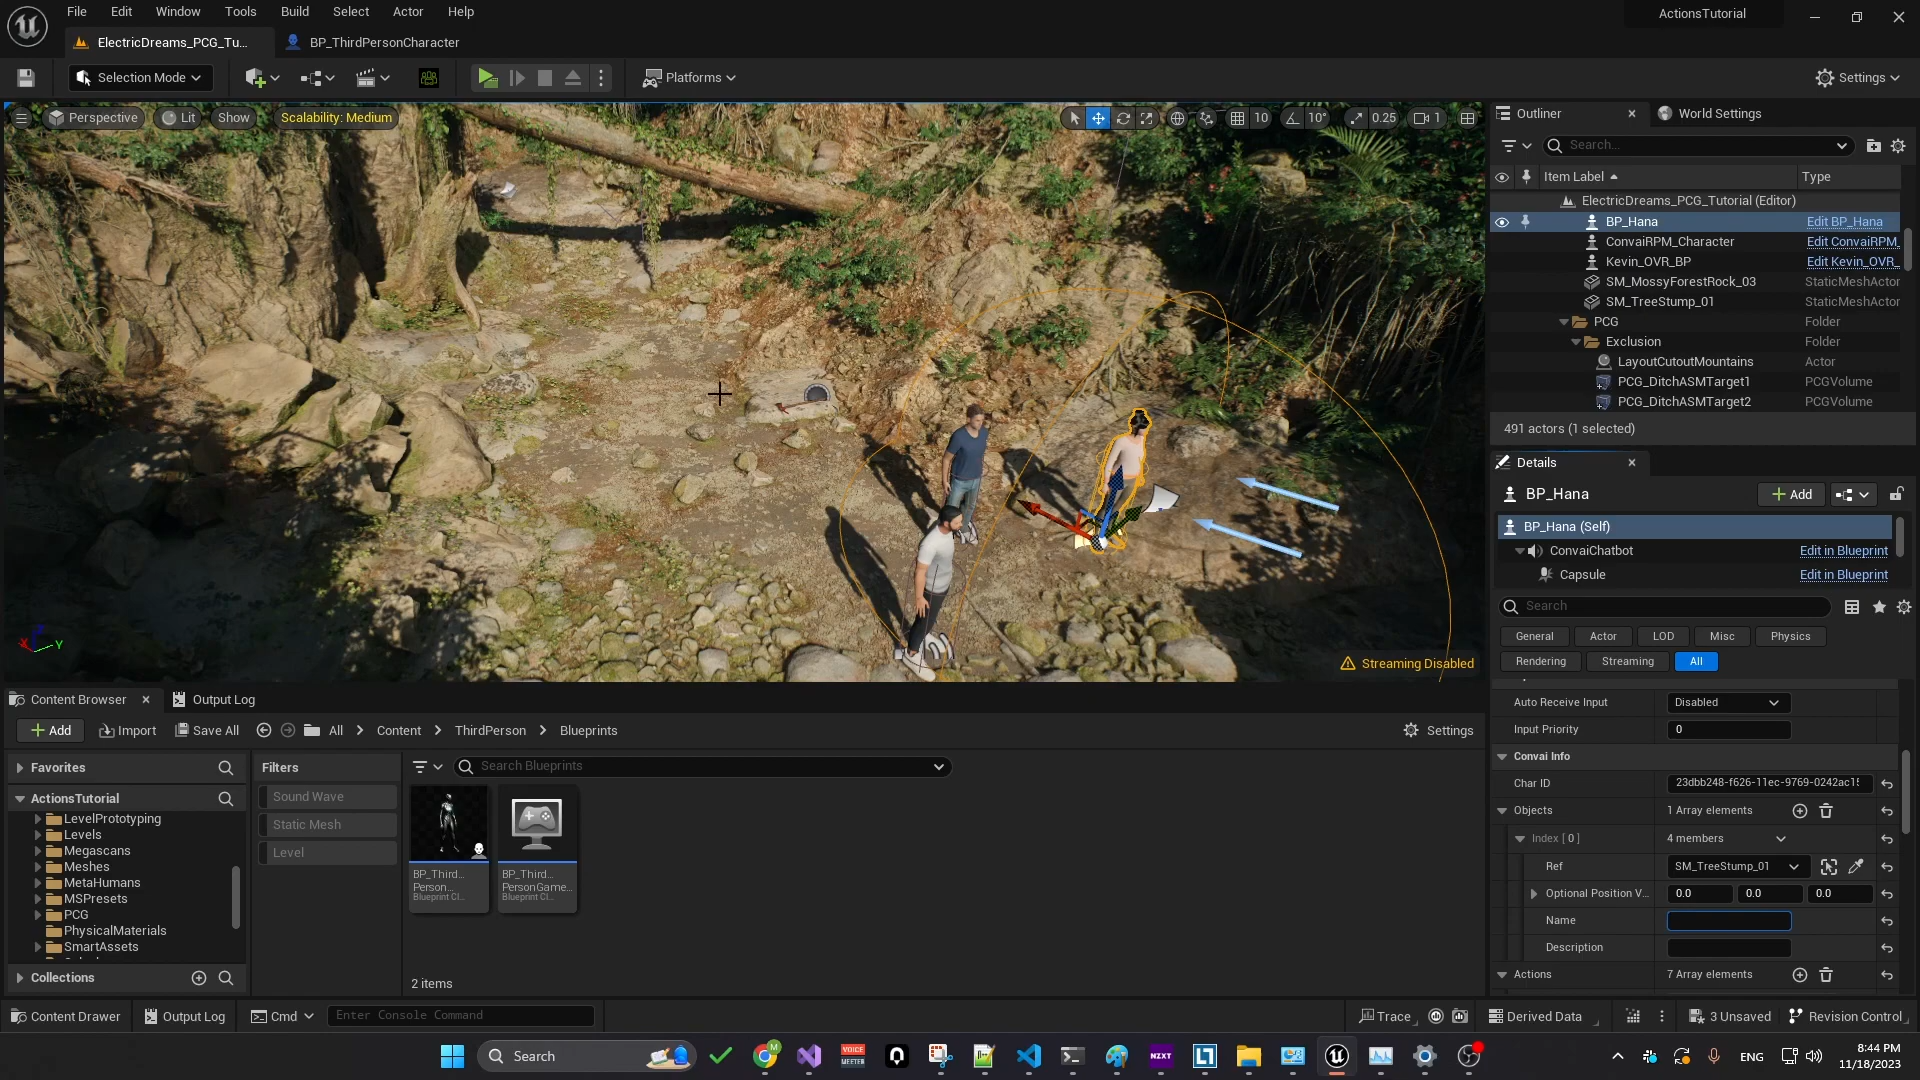 File Edit Window Tools Build Select Actor Help
ActionsTutorial
ElectricDreams_PCG_Tu...
BP_ThirdPersonCharacter
Selection Mode
Platforms
Settings
Perspective
Lit
Show
Scalability: Medium
10
10°
0.25
1
Streaming Disabled
Outliner
World Settings
Search...
Item Label
Type
ElectricDreams_PCG_Tutorial (Editor)
BP_Hana
Edit BP_Hana
ConvaiRPM_Character
Edit ConvaiRPM_
Kevin_OVR_BP
Edit Kevin_OVR_
SM_MossyForestRock_03
StaticMeshActor
SM_TreeStump_01
StaticMeshActor
PCG
Folder
Exclusion
Folder
LayoutCutoutMountains
Actor
PCG_DitchASMTarget1
PCGVolume
PCG_DitchASMTarget2
PCGVolume
491 actors (1 selected)
Details
BP_Hana
Add
BP_Hana (Self)
ConvaiChatbot
Edit in Blueprint
Capsule
Edit in Blueprint
Search
General
Actor
LOD
Misc
Physics
Rendering
Streaming
All
Auto Receive Input
Disabled
Input Priority
0
Convai Info
Char ID
23dbb248-f626-11ec-9769-0242ac1
Objects
1 Array elements
Index [ 0 ]
4 members
Ref
SM_TreeStump_01
Optional Position V...
0.0
0.0
0.0
Name
Description
Actions
7 Array elements
Content Browser
Output Log
Add
Import
Save All
All
Content
ThirdPerson
Blueprints
Settings
Favorites
ActionsTutorial
LevelPrototyping
Levels
Megascans
Meshes
MetaHumans
MSPresets
PCG
PhysicalMaterials
SmartAssets
Collections
Filters
Sound Wave
Static Mesh
Level
Search Blueprints
BP_Third...
Person...
Blueprint Cl...
BP_Third...
PersonGame...
Blueprint Cl...
2 items
Content Drawer
Output Log
Cmd
Enter Console Command
Trace
Derived Data
3 Unsaved
Revision Control
Search
VOICE
MEETER
NZXT
ENG
8:44 PM
11/18/2023